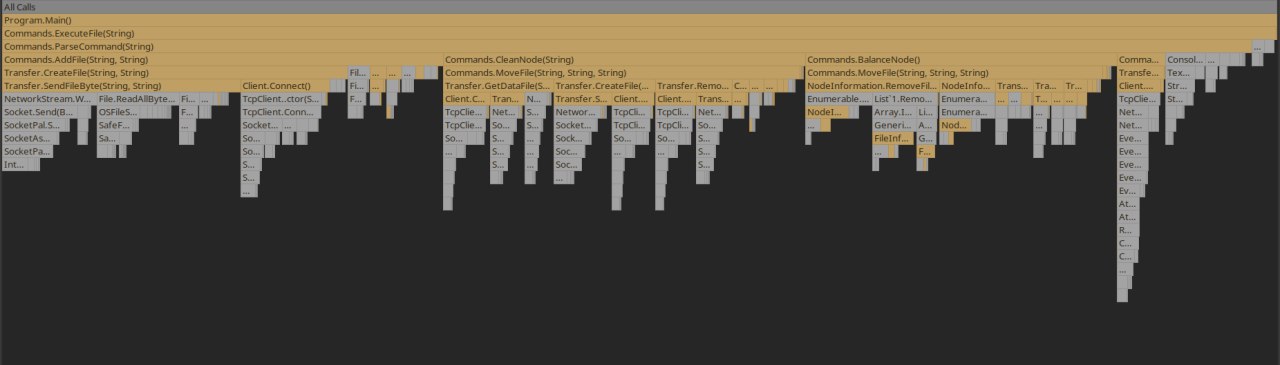 All Calls
Program.Main()
Commands.ExecuteFile(String)
Commands.ParseCommand(String) ...
Commands.AddFile(String, String) Commands.CleanNode(String) Commands.BalanceNode() Comma... Consol... ...
Transfer.CreateFile(String, String) Fil... ... ... ... Commands.MoveFile(String, String, String) Commands.MoveFile(String, String, String) Transfe... Tex...
Transfer.SendFileByte(String, String) Client.Connect() Fi... ... Transfer.GetDataFile(S... Transfer.CreateFile(... Transfer.Remo... C... ... ... NodeInformation.RemoveFil... NodeInfo... Trans... Tra... Tr... ... Client.... Str...
NetworkStream.W... File.ReadAllByte... Fi... ... TcpClient..ctor(S... F... Client.C... Tran... N... Transfer.S... Client.... Client.... Trans... ... Enumerable.... List`1.Remo... Enumera... ... ... T... ... ... TcpClie... St...
Socket.Send(B... OSFileS... F... TcpClient.Conn... TcpClie... Net... ... Networ... TcpCli... TcpCli... Net... NodeI... Array.I... Li... Enumera... ... Net...
SocketPal.S... SafeF... ... Socket... ... TcpClie... So... ... Socket... TcpCli... TcpCli... So... ... Generi... A... Nod... ... Net...
SocketAs... Sa... So... So... S... S... Sock... So... So... S... FileInf... G... Eve...
SocketPa... So... ... S... ... Soc... ... ... S... ... F... Eve...
Int... S... S... ... Soc... S... Eve...
S... ... Eve...
... Ev...
At...
At...
R...
C...
C...
...